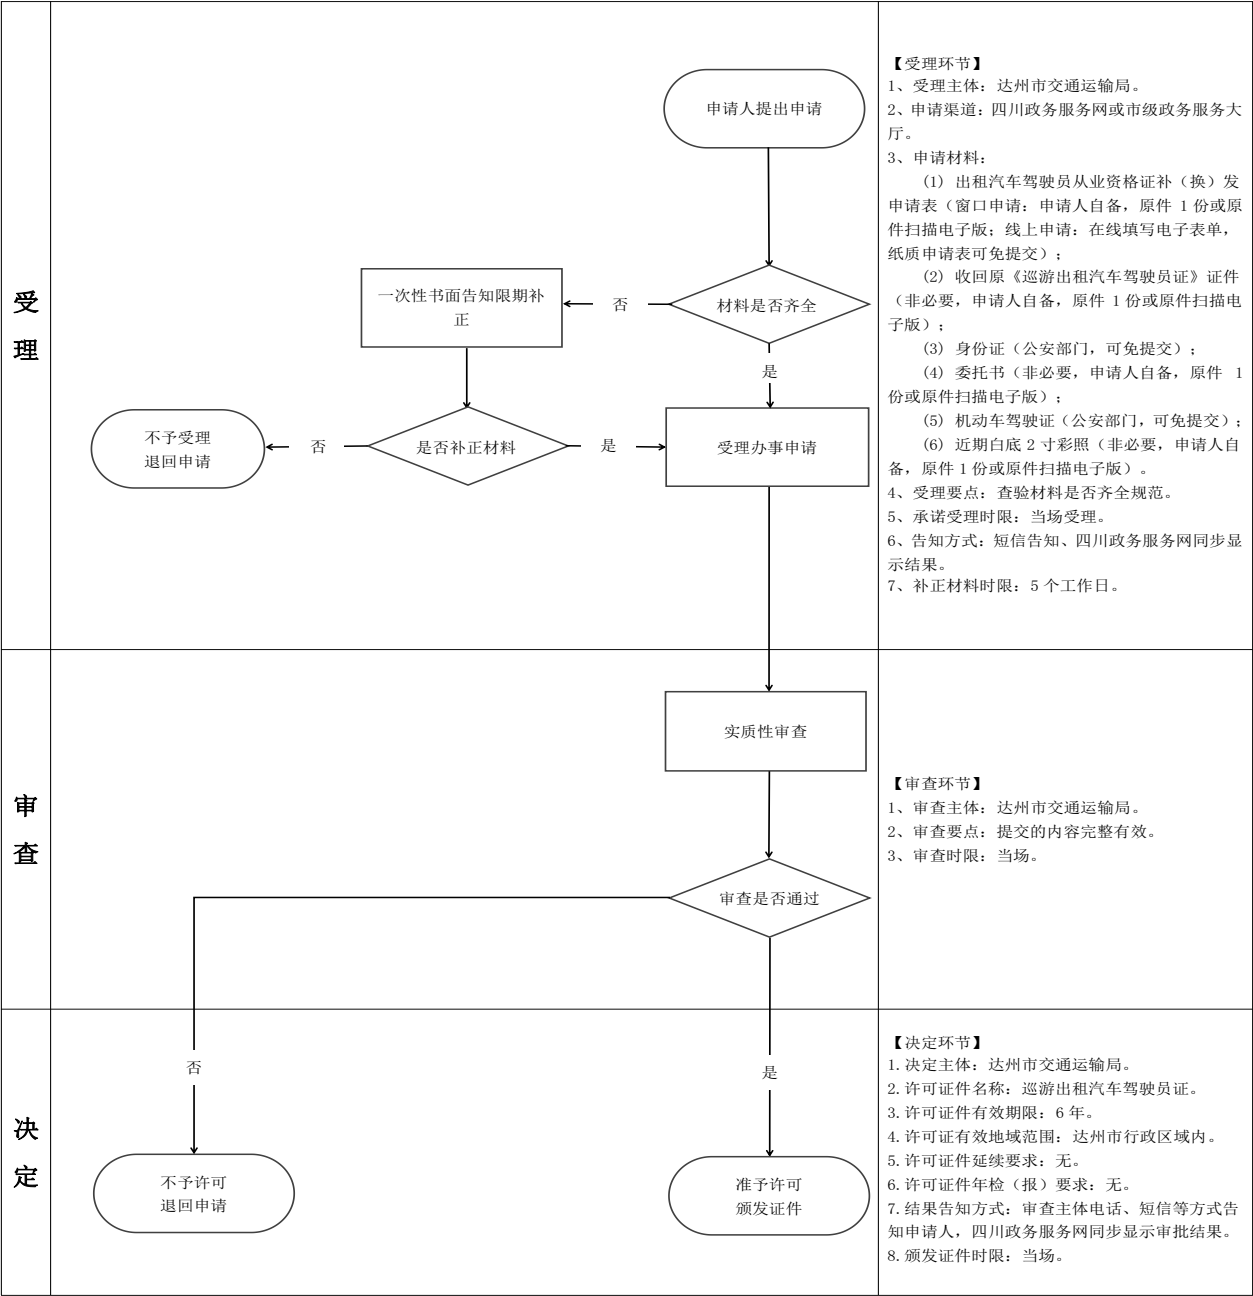 受
理
申请人提出申请
材料是否齐全
否
一次性书面告知限期补
正
是
不予受理
退回申请
否
是否补正材料
是
受理办事申请
【受理环节】
1、受理主体：达州市交通运输局。
2、申请渠道：四川政务服务网或市级政务服务大
厅。
3、申请材料：
（1）出租汽车驾驶员从业资格证补（换）发
申请表（窗口申请：申请人自备，原件 1 份或原
件扫描电子版；线上申请：在线填写电子表单，
纸质申请表可免提交）；
（2）收回原《巡游出租汽车驾驶员证》证件
（非必要，申请人自备，原件 1 份或原件扫描电
子版）；
（3）身份证（公安部门，可免提交）；
（4）委托书（非必要，申请人自备，原件 1
份或原件扫描电子版）；
（5）机动车驾驶证（公安部门，可免提交）；
（6）近期白底 2 寸彩照（非必要，申请人自
备，原件 1 份或原件扫描电子版）。
4、受理要点：查验材料是否齐全规范。
5、承诺受理时限：当场受理。
6、告知方式：短信告知、四川政务服务网同步显
示结果。
7、补正材料时限：5 个工作日。
审
查
实质性审查
审查是否通过
【审查环节】
1、审查主体：达州市交通运输局。
2、审查要点：提交的内容完整有效。
3、审查时限：当场。
决
定
否
是
不予许可
退回申请
准予许可
颁发证件
【决定环节】
1.决定主体：达州市交通运输局。
2.许可证件名称：巡游出租汽车驾驶员证。
3.许可证件有效期限：6 年。
4.许可证有效地域范围：达州市行政区域内。
5.许可证件延续要求：无。
6.许可证件年检（报）要求：无。
7.结果告知方式：审查主体电话、短信等方式告
知申请人，四川政务服务网同步显示审批结果。
8.颁发证件时限：当场。